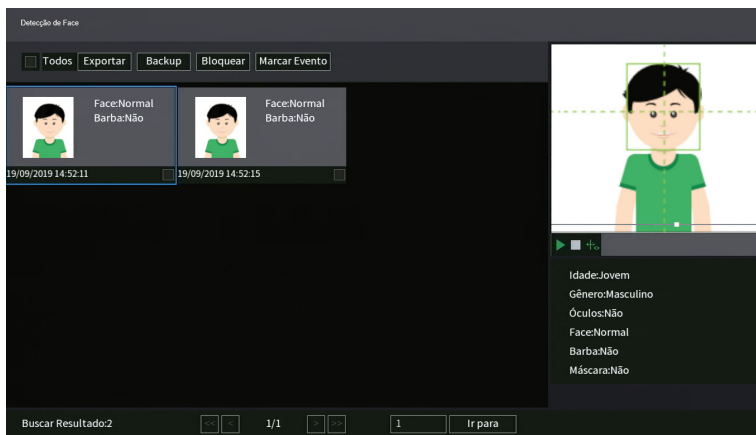 Detecção de Face
Todos Exportar Backup Bloquear Marcar Evento
Face:Normal
Barba:Não
19/09/2019 14:52:11
Face:Normal
Barba:Não
19/09/2019 14:52:15
Idade:Jovem
Gênero:Masculino
Óculos:Não
Face:Normal
Barba:Não
Máscara:Não
Buscar Resultado:2 << < 1/1 > >> 1 Ir para